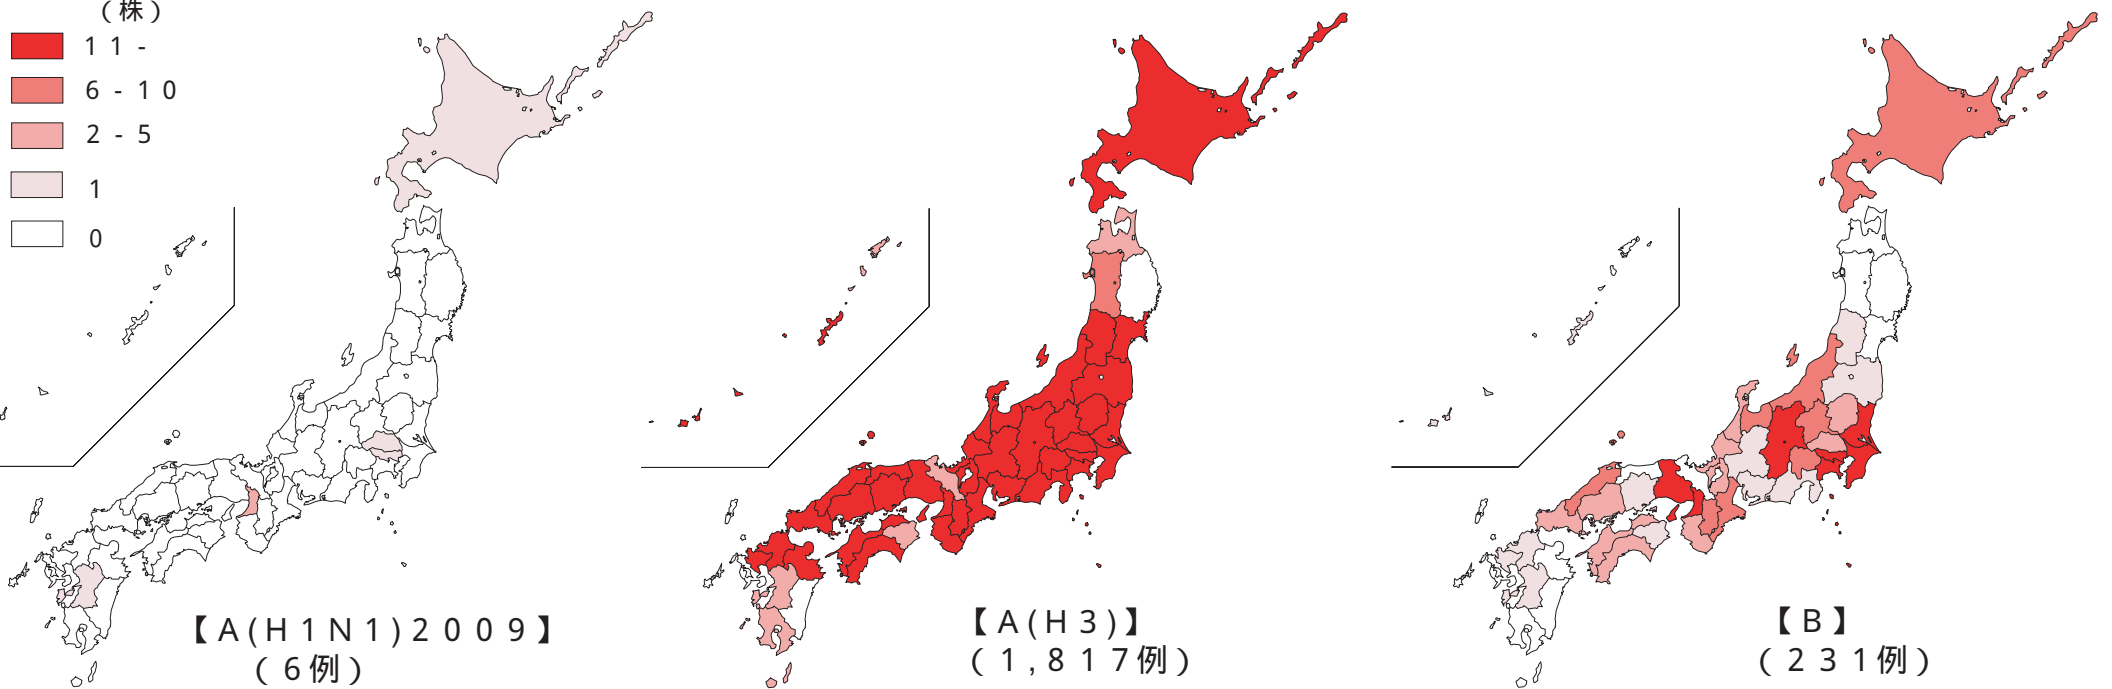 （株）
11-
6-10
2-5
1
0
【A(H1N1)2009】
（6例）
【A(H3)】
（1,817例）
【B】
（231例）